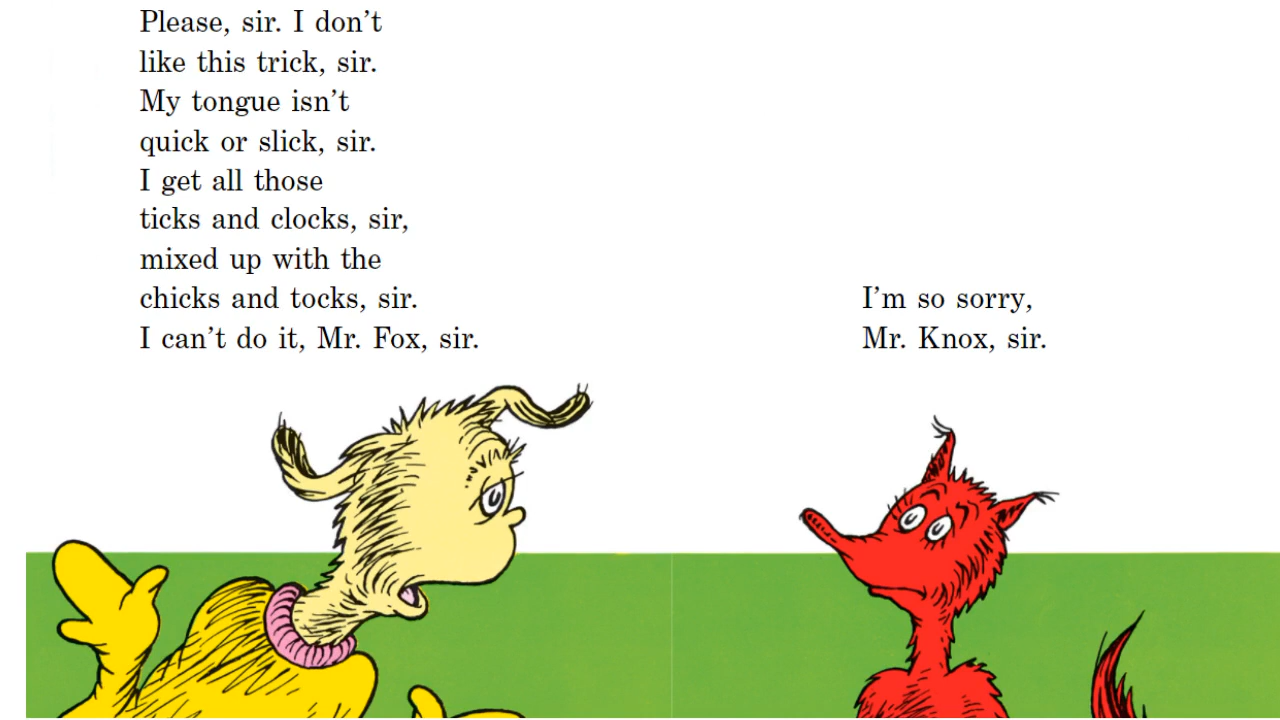 Please, sir. I don’t
like this trick, sir.
My tongue isn’t
quick or slick, sir.
I get all those
ticks and clocks, sir,
mixed up with the
chicks and tocks, sir.
I can’t do it, Mr. Fox, sir.
I’m so sorry,
Mr. Knox, sir.